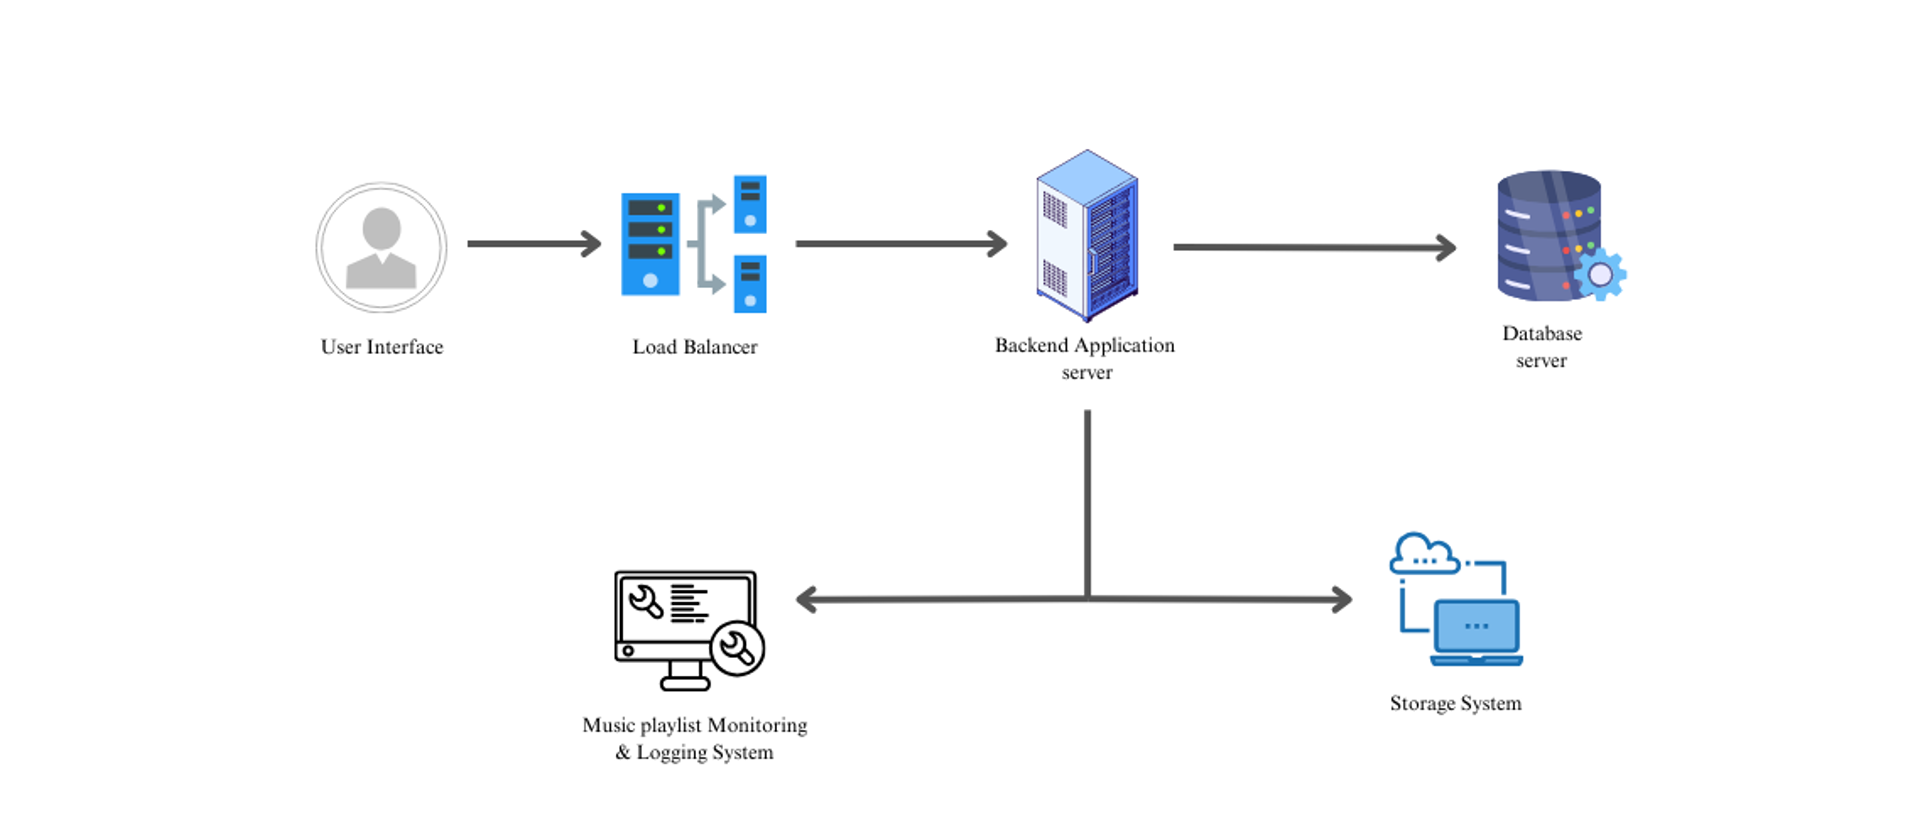 User Interface
Load Balancer
Backend Application
server
Database
server
Music playlist Monitoring
& Logging System
Storage System